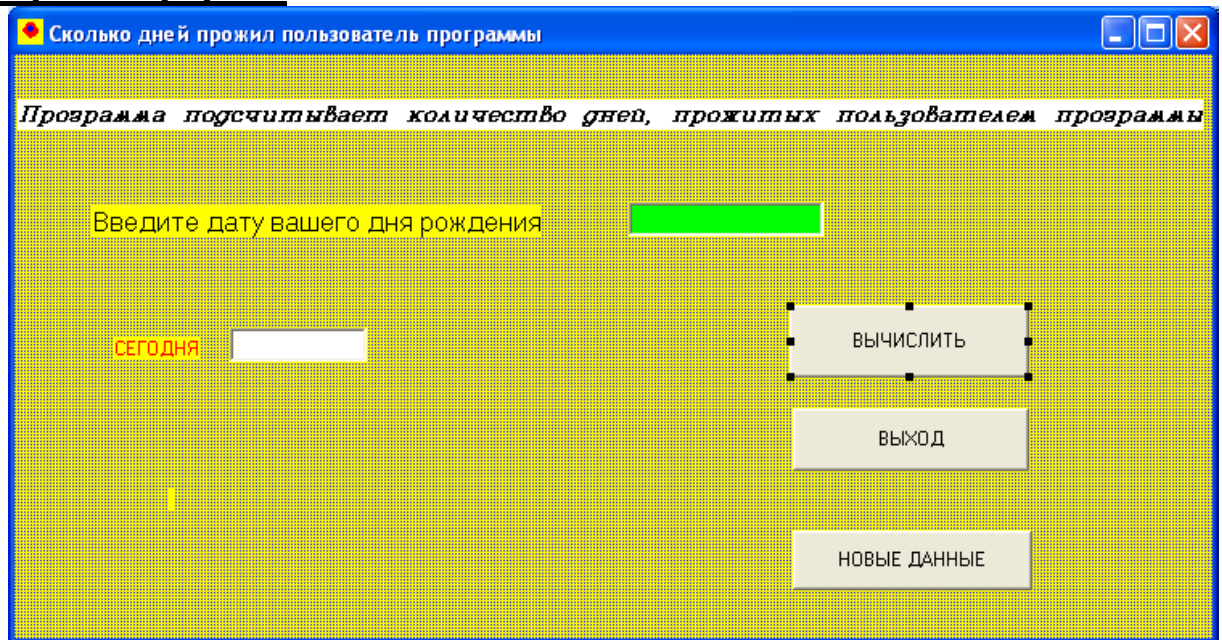 Сколько дней прожил пользователь программы
Программа подсчитывает количество дней, прожитых пользователем программы
Введите дату вашего дня рождения
СЕГОДНЯ
ВЫЧИСЛИТЬ
ВЫХОД
НОВЫЕ ДАННЫЕ